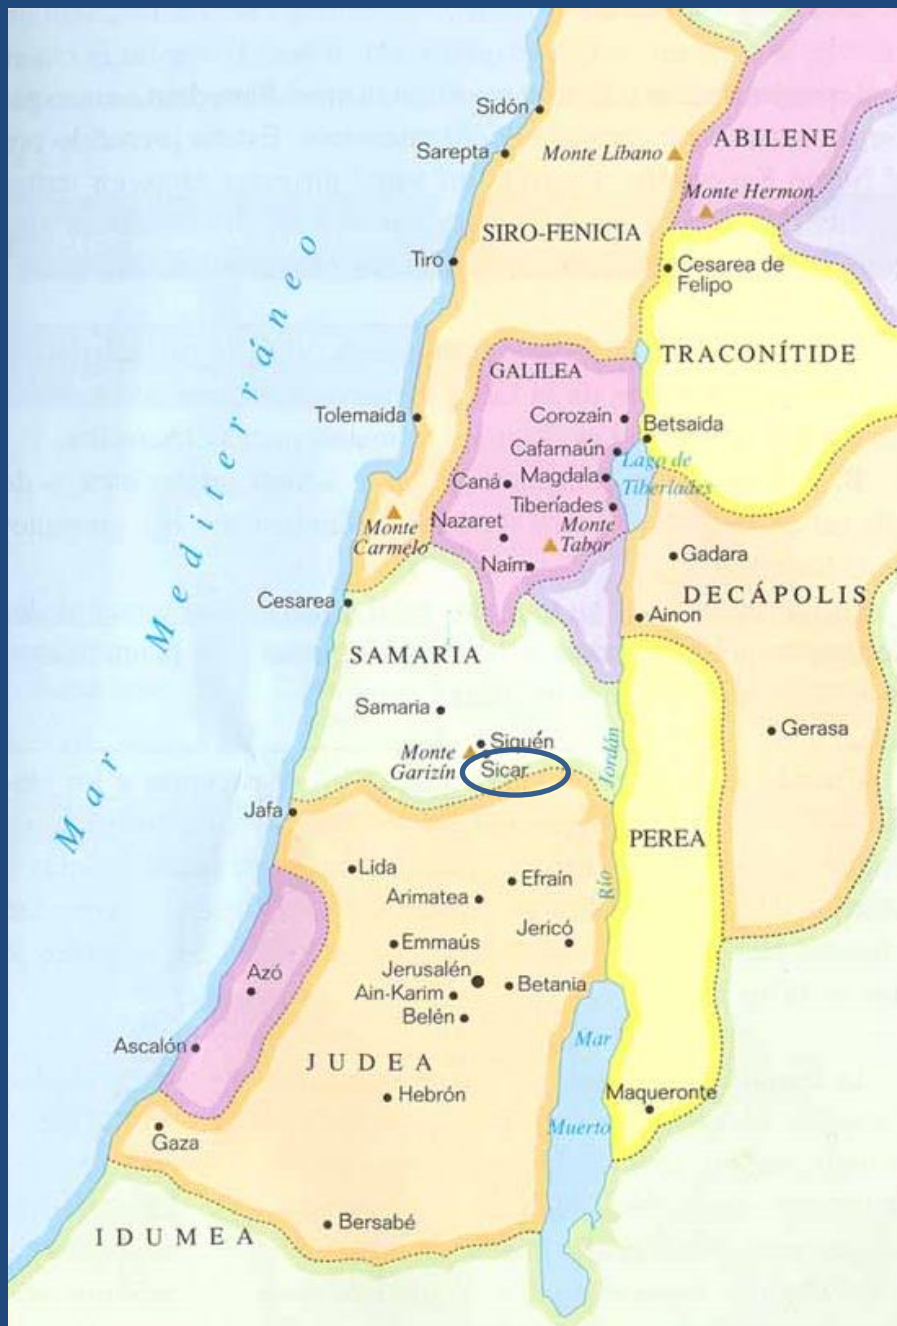 Sidón
Sarepta
Monte Líbano
ABILENE
Monte Hermon
SIRO-FENICIA
Tiro
Cesarea de
Felipo
Mar Mediterráneo
GALILEA
TRACONÍTIDE
Tolemaida
Corozaín
Betsaida
Cafarnaún
Lago de
Tiberíades
Caná
Magdala
Tiberíades
Nazaret
Monte
Tabor
Monte
Carmelo
Naim
Gadara
DECÁPOLIS
Cesarea
Ainon
SAMARIA
Samaria
Siquén
Monte
Garizín
Sicar
Río Jordán
Gerasa
Jafa
PEREA
Lida
Efraín
Arimatea
Emmaús
Jericó
Jerusalén
Azó
Ain-Karim
Betania
Belén
Ascalón
JUDEA
Mar
Muerto
Hebrón
Maqueronte
Gaza
Bersabé
IDUMEA